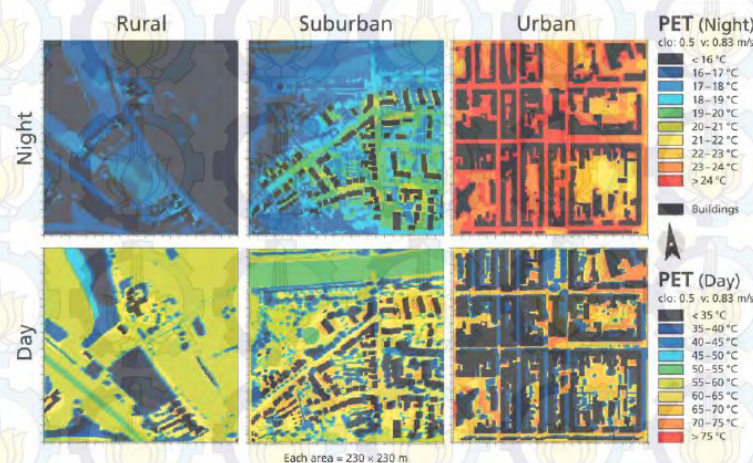 Rural
Suburban
Urban
Night
Day
PET (Night)
clo: 0.5 v: 0.83 m/s
< 16 °C
16–17 °C
17–18 °C
18–19 °C
19–20 °C
20–21 °C
21–22 °C
22–23 °C
23–24 °C
> 24 °C
Buildings
PET (Day)
clo: 0.5 v: 0.83 m/s
< 35 °C
35–40 °C
40–45 °C
45–50 °C
50–55 °C
55–60 °C
60–65 °C
65–70 °C
70–75 °C
> 75 °C
Each area = 230 × 230 m